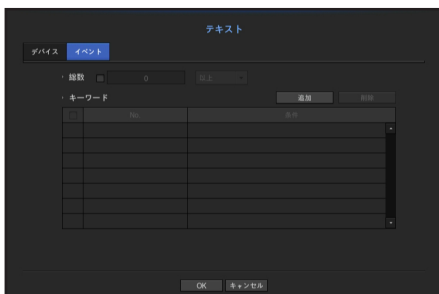 テキスト
デバイス イベント
・ 総数 0 以上
・ キーワード 追加 削除
No. 条件
OK キャンセル